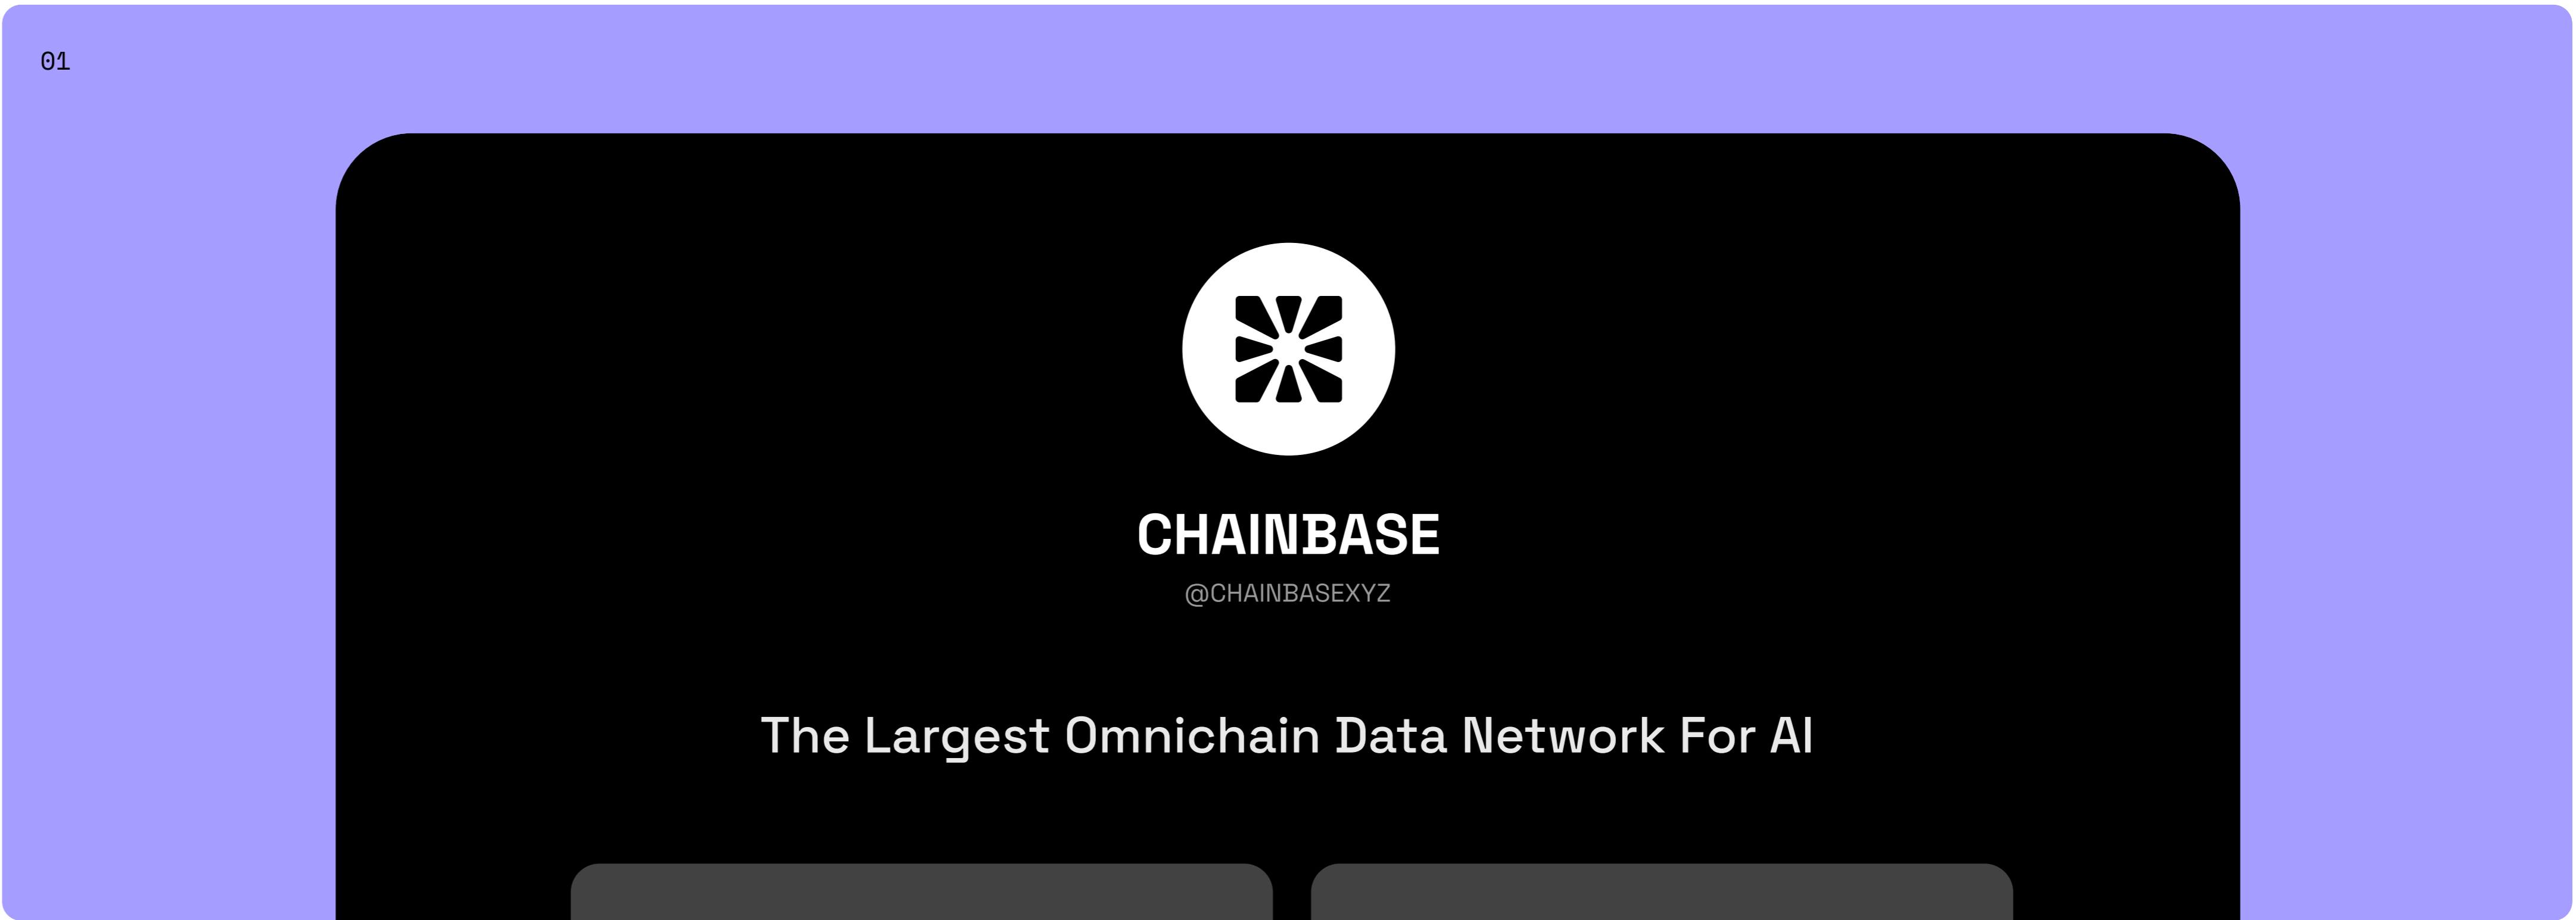 01
CHAINBASE
@CHAINBASEXYZ
The Largest Omnichain Data Network For AI